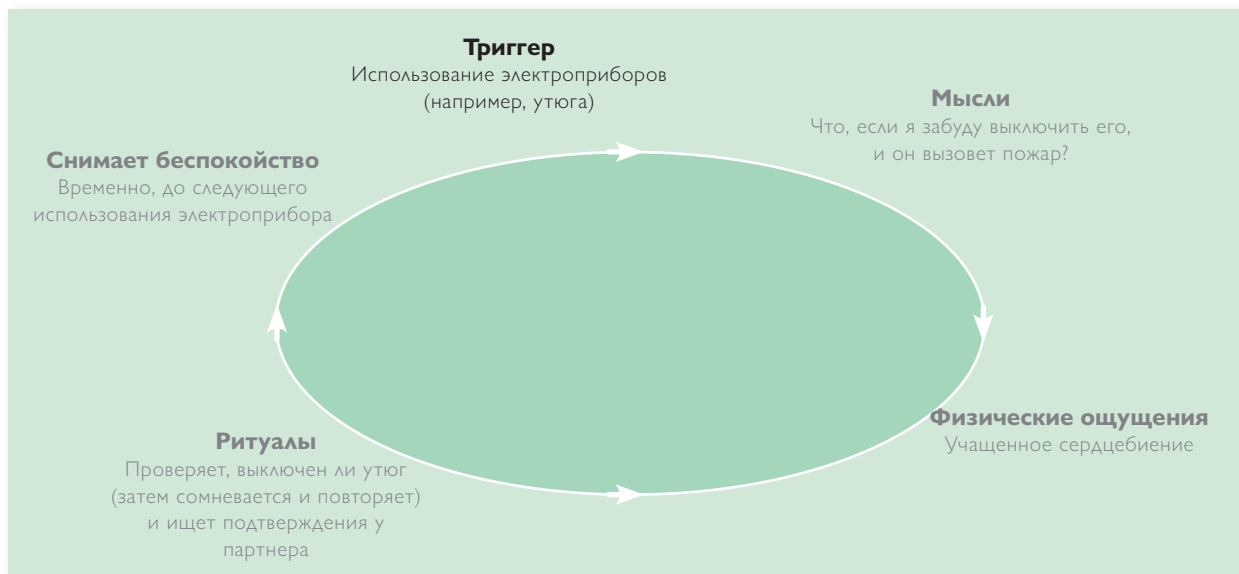 Триггер
Использование электроприборов
(например, утюга)
Мысли
Что, если я забуду выключить его,
и он вызовет пожар?
Физические ощущения
Учащенное сердцебиение
Ритуалы
Проверяет, выключен ли утюг
(затем сомневается и повторяет)
и ищет подтверждения у
партнера
Снимает беспокойство
Временно, до следующего
использования электроприбора